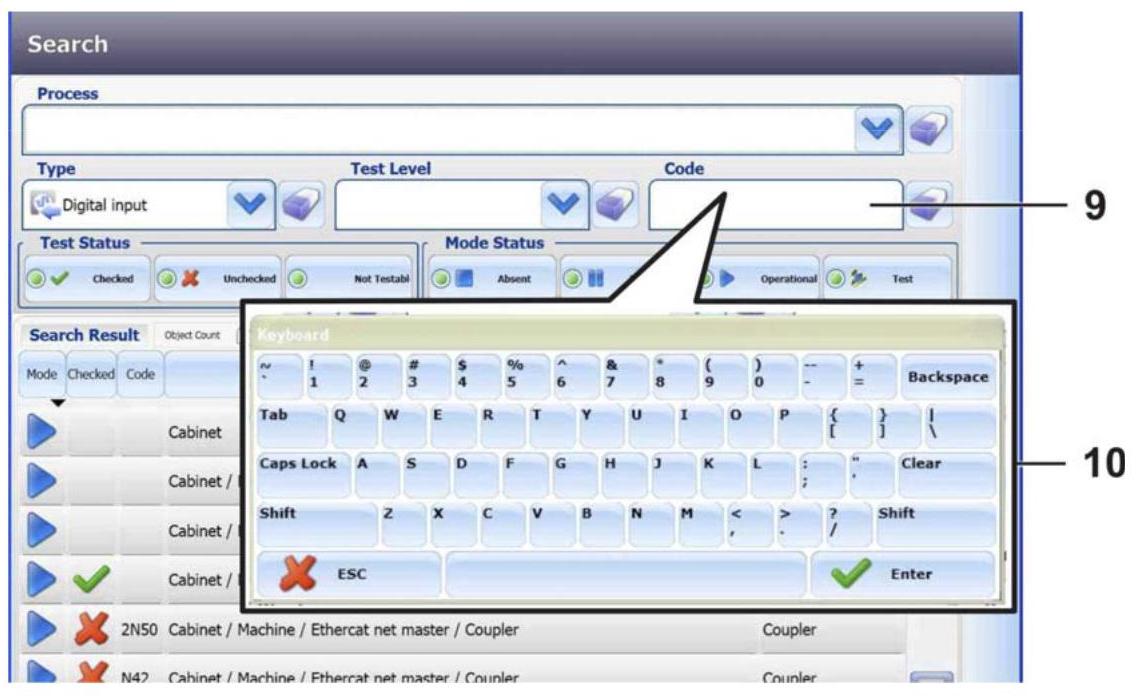 Search
Process
Type Test Level Code
Digital input
9
Test Status Mode Status
Checked Unchecked Not Testabl Absent Operational Test
Search Result Object Count
Keyboard
Mode Checked Code
~ ! @ # $ % ^ & * ( ) -- +
` 1 2 3 4 5 6 7 8 9 0 - = Backspace
Tab Q W E R T Y U I O P { } |
[ ] \
Cabinet
Caps Lock A S D F G H J K L : " Clear
; '
10
Cabinet /
Shift Z X C V B N M < > ? Shift
, . /
Cabinet /
ESC Enter
Cabinet /
2N50 Cabinet / Machine / Ethercat net master / Coupler Coupler
N42 Cabinet / Machine / Ethercat net master / Coupler Coupler